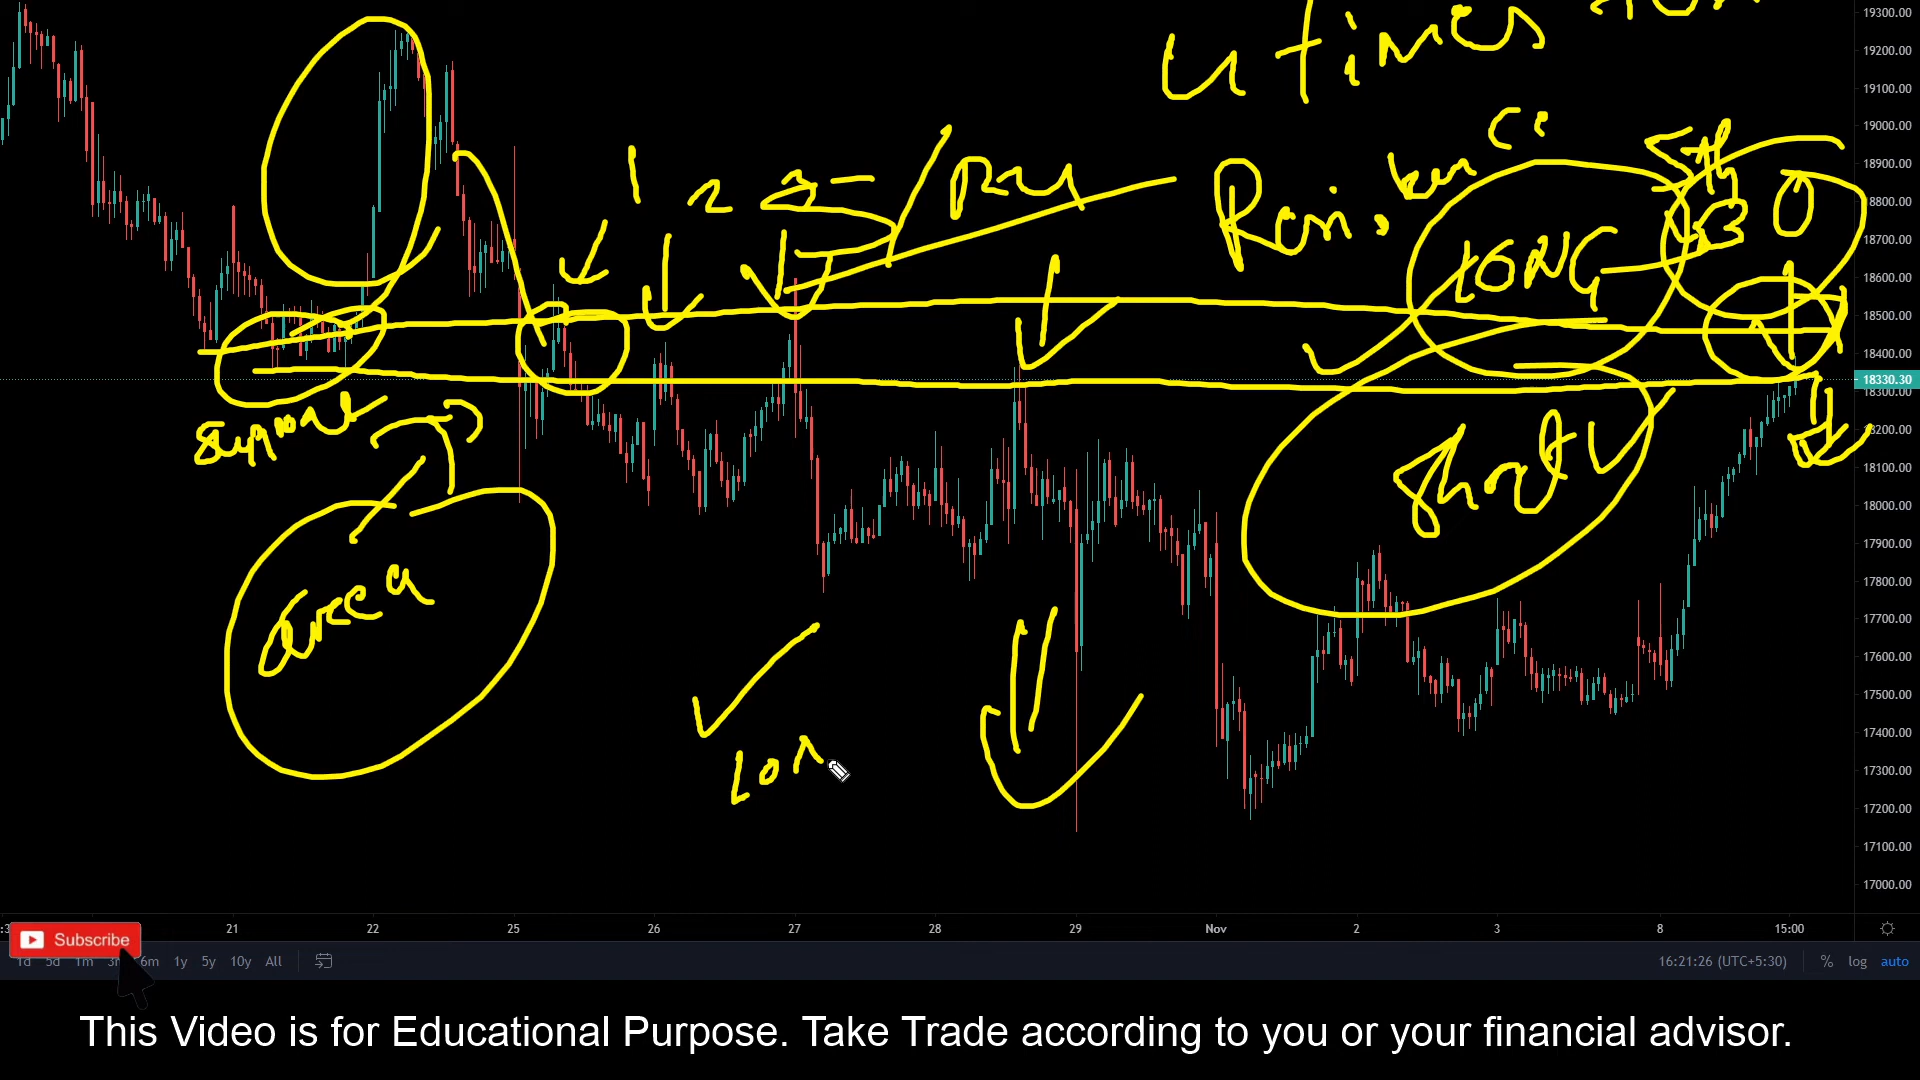 19300.00
u times
19200.00
19100.00
19000.00
18900.00
18800.00
18700.00
18600.00
18500.00
18400.00
18330.30
18300.00
18200.00
18100.00
18000.00
17900.00
17800.00
17700.00
17600.00
17500.00
17400.00
17300.00
17200.00
17100.00
17000.00
1 2 3
5th
LONG
support
short
area
Lon
21 22 25 26 27 28 29 Nov 2 3 8 15:00
Subscribe
1d 5d 1m 3m 6m 1y 5y 10y All
16:21:26 (UTC+5:30) % log auto
This Video is for Educational Purpose. Take Trade according to you or your financial advisor.